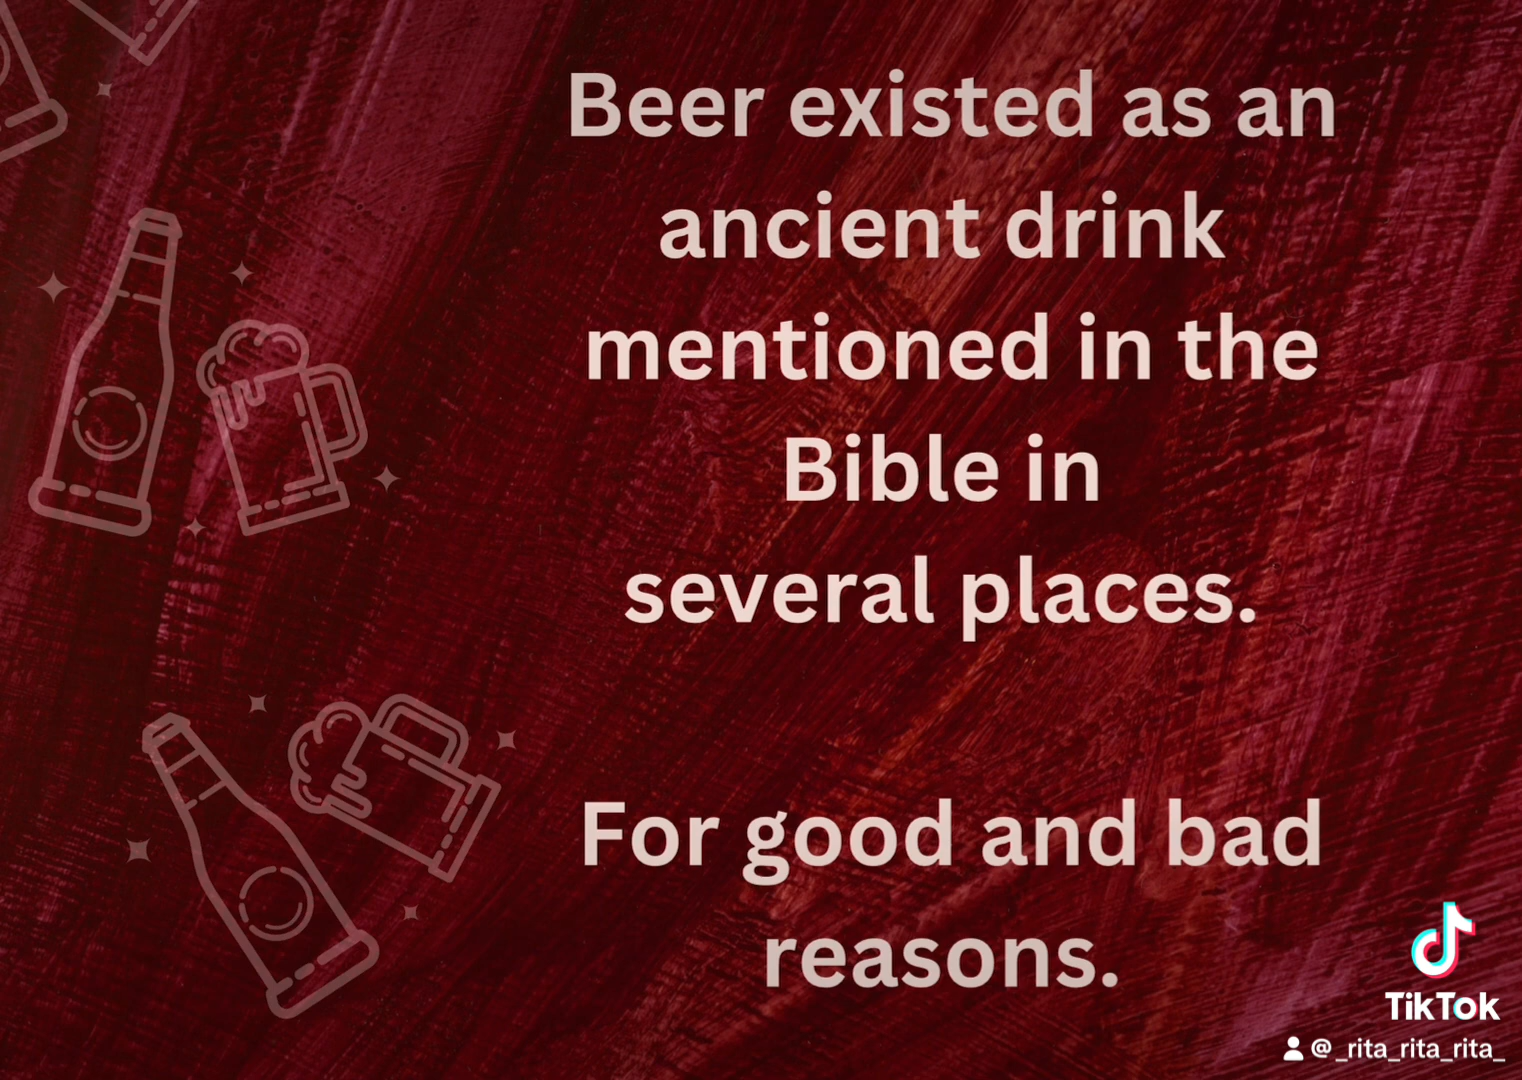 Beer existed as an
ancient drink
mentioned in the
Bible in
several places.
For good and bad
reasons.
TikTok
@_rita_rita_rita_